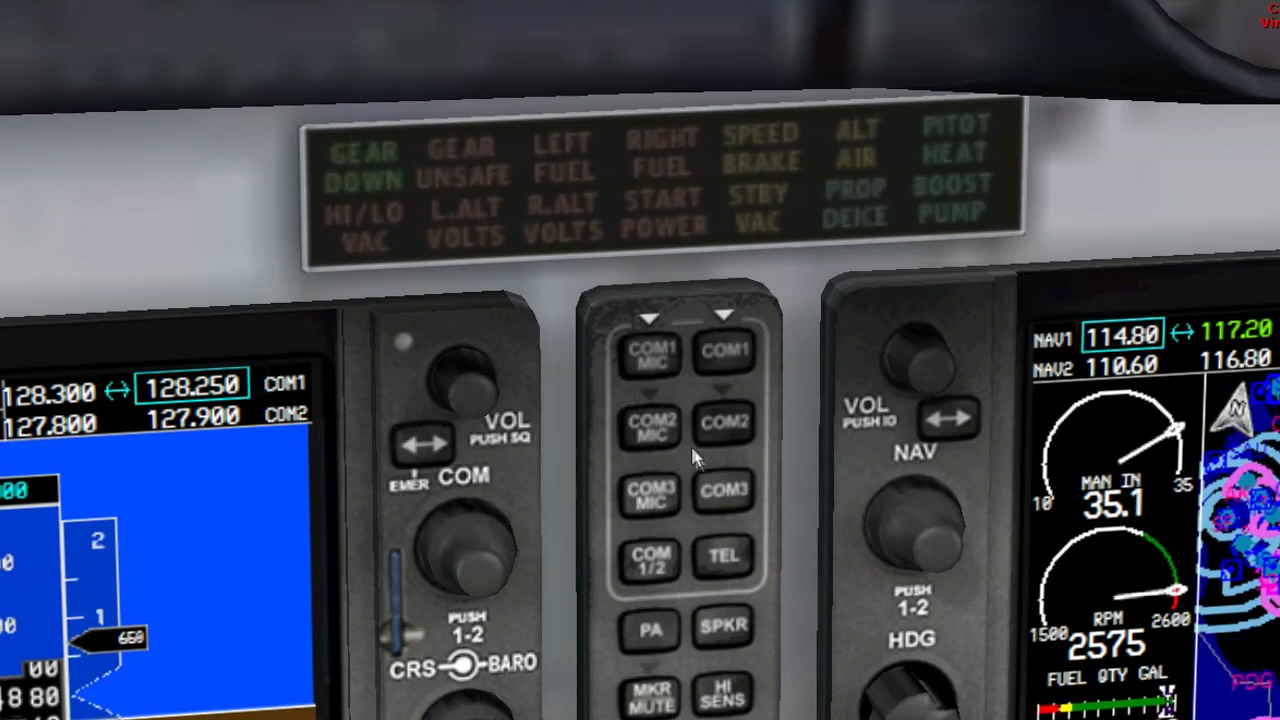 GEAR DOWN
GEAR UNSAFE
LEFT FUEL
RIGHT FUEL
SPEED BRAKE
ALT AIR
PITOT HEAT
HI/LO VAC
L.ALT VOLTS
R.ALT VOLTS
START POWER
STBY VAC
PROP DEICE
BOOST PUMP
128.300 ↔ 128.250 COM1
127.800 127.900 COM2
2
1
650
VOL
PUSH SQ
EMER COM
PUSH
1-2
CRS BARO
COM1 MIC
COM1
COM2 MIC
COM2
COM3 MIC
COM3
COM 1/2
TEL
PA
SPKR
MKR MUTE
HI SENS
VOL
PUSH ID
NAV
PUSH
1-2
HDG
NAV1 114.80 ↔ 117.20
NAV2 110.60 116.80
N
MAN IN
10 35
35.1
RPM
1500 2600
2575
FUEL QTY GAL
PDG